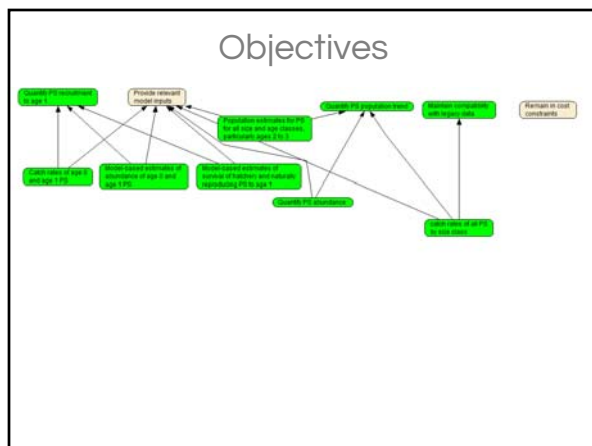 Objectives
Quantify PS recruitment
to age 1
Provide relevant
model inputs
Population estimates for PS
for all size and age classes,
particularly ages 2 to 3
Quantify PS population trend
Maintain compatibility
with legacy data
Remain in cost
constraints
Catch rates of age 0
and age 1 PS
Model-based estimates of
abundance of age 0 and
age 1 PS
Model-based estimates of
survival of hatchery and naturally
reproducing PS to age 1
Quantify PS abundance
catch rates of all PS
by size class